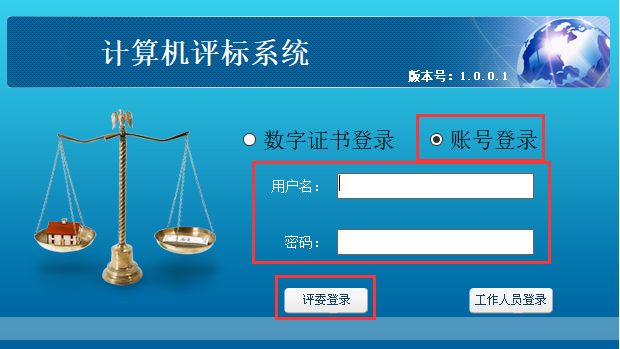 计算机评标系统
版本号：1.0.0.1
数字证书登录 账号登录
用户名：
密码：
评委登录 工作人员登录